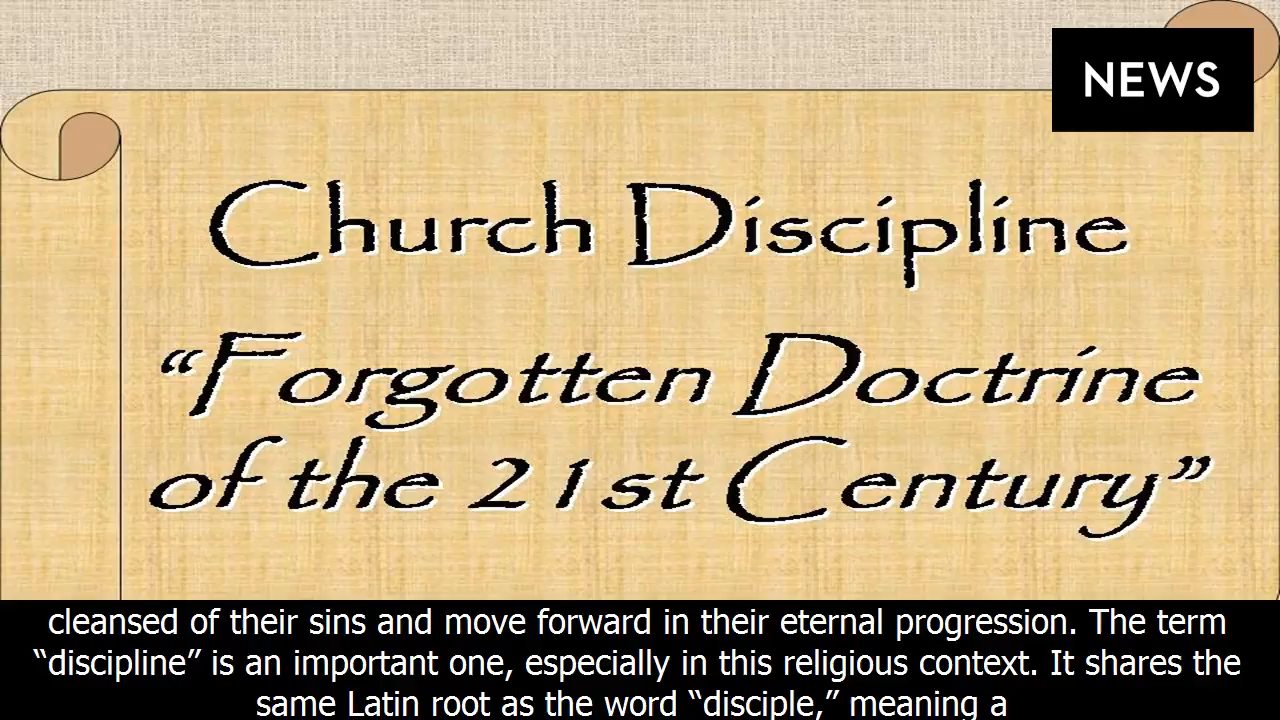 NEWS
Church Discipline
“Forgotten Doctrine
of the 21st Century”
cleansed of their sins and move forward in their eternal progression. The term
“discipline” is an important one, especially in this religious context. It shares the
same Latin root as the word “disciple,” meaning a